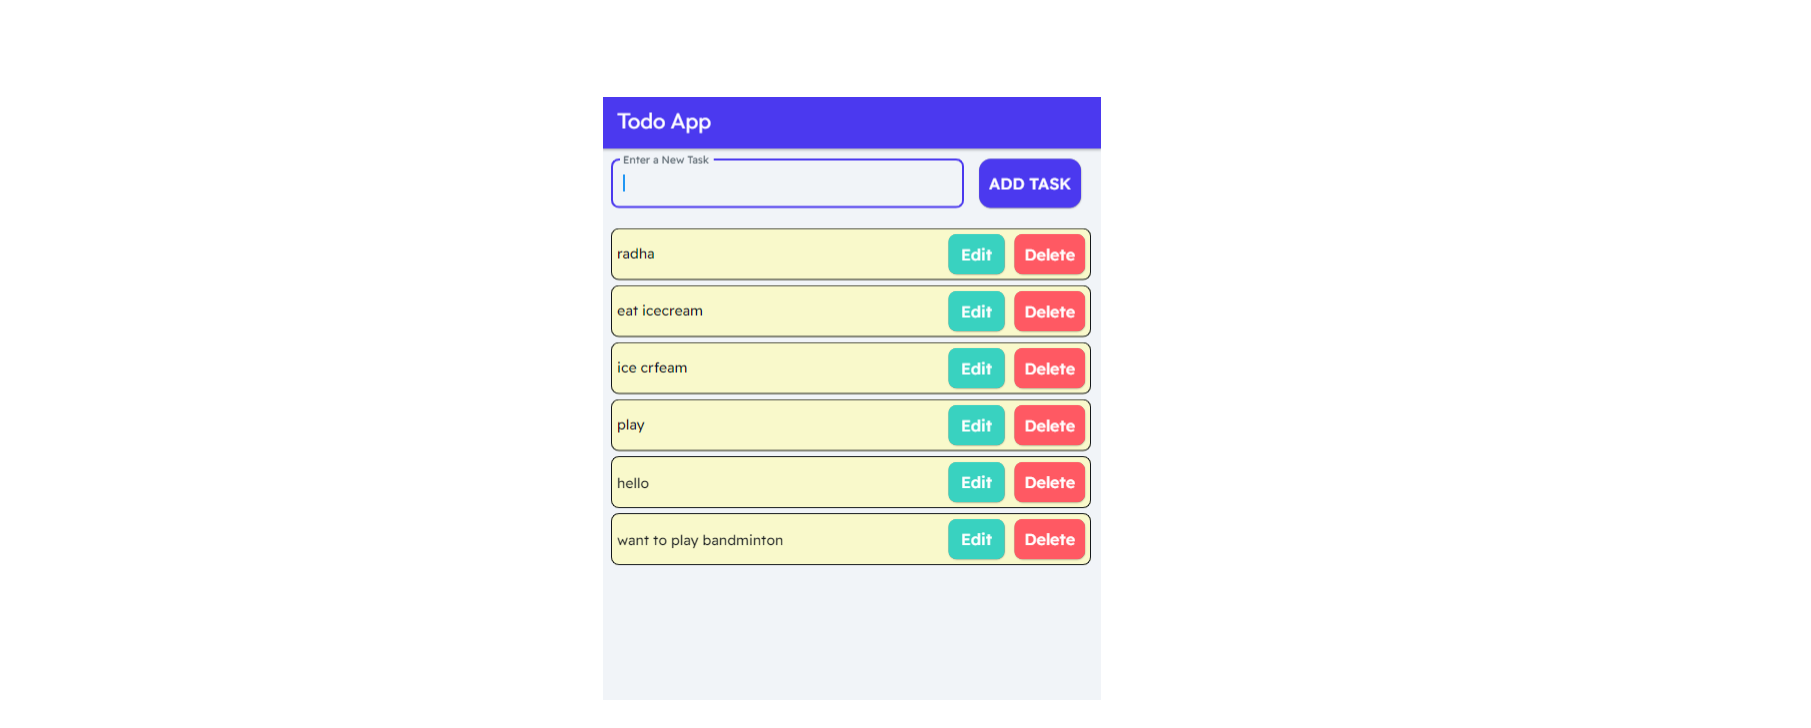 Todo App
Enter a New Task
ADD TASK
radha Edit Delete
eat icecream Edit Delete
ice crfeam Edit Delete
play Edit Delete
hello Edit Delete
want to play bandminton Edit Delete